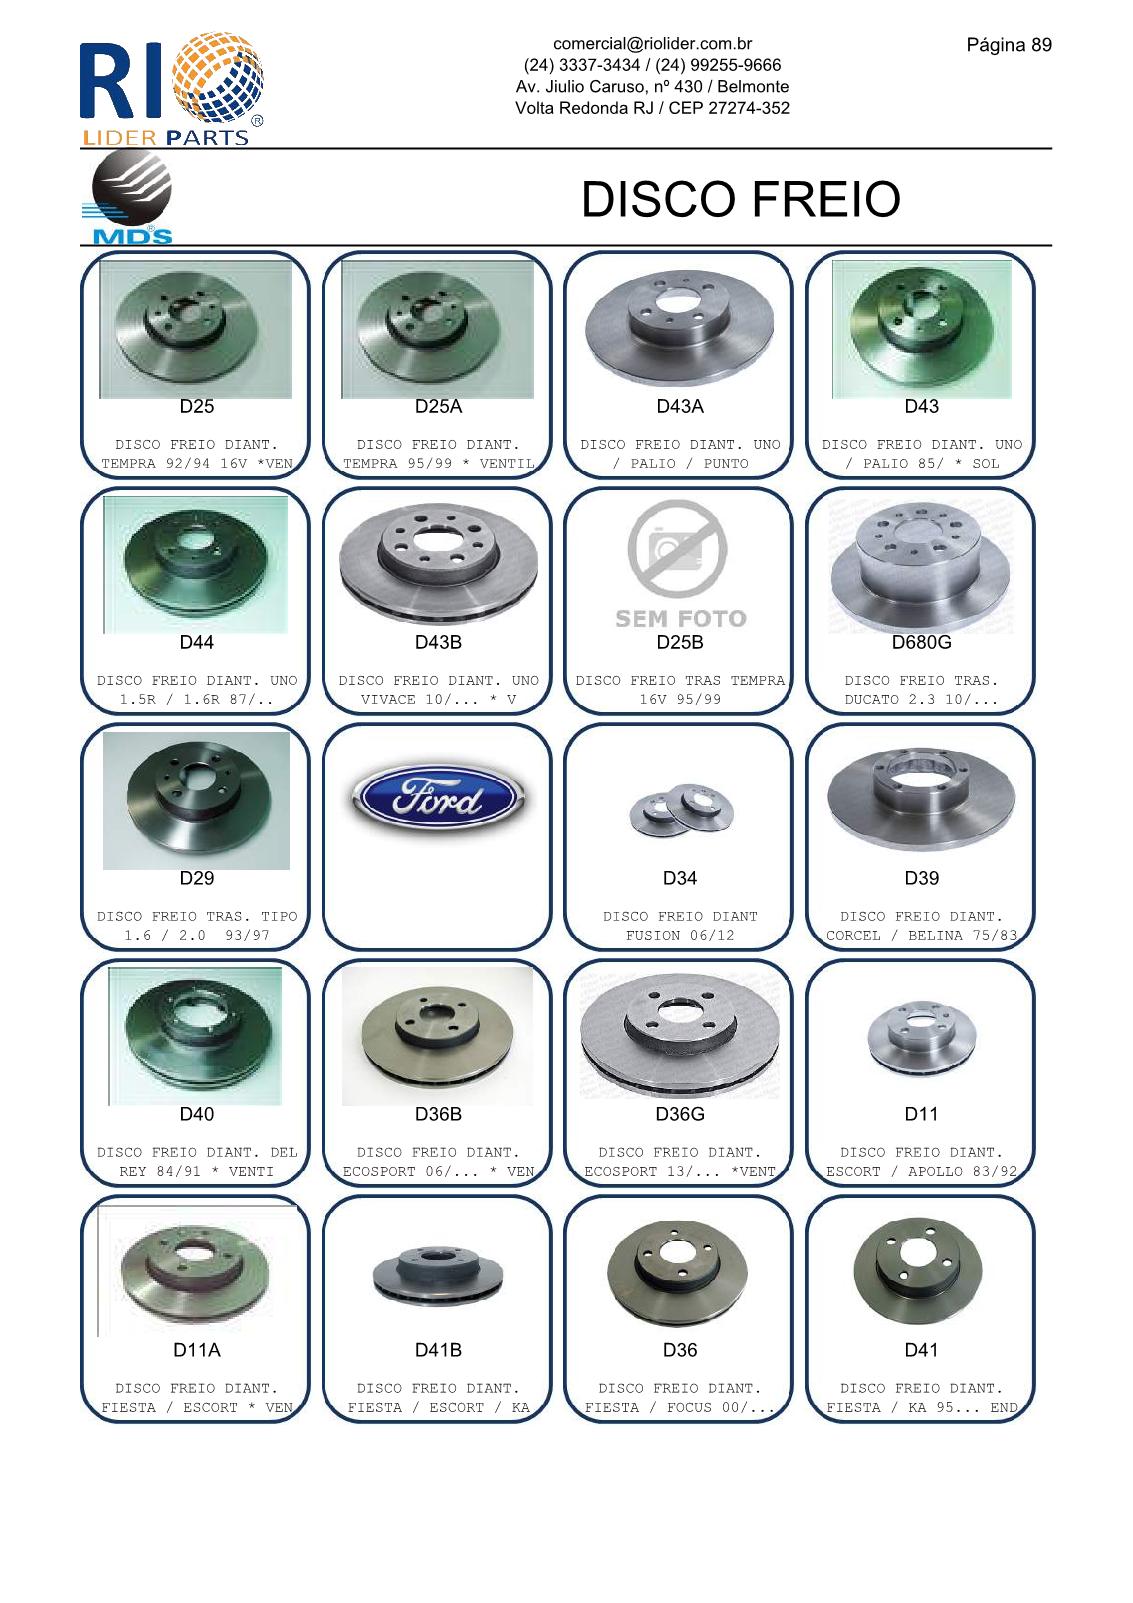 RIO
LIDER PARTS
®
comercial@riolider.com.br
(24) 3337-3434 / (24) 99255-9666
Av. Jiulio Caruso, nº 430 / Belmonte
Volta Redonda RJ / CEP 27274-352
Página 89
MDS
®
DISCO FREIO
D25
DISCO FREIO DIANT.
TEMPRA 92/94 16V *VEN
D25A
DISCO FREIO DIANT.
TEMPRA 95/99 * VENTIL
D43A
DISCO FREIO DIANT. UNO
/ PALIO / PUNTO
D43
DISCO FREIO DIANT. UNO
/ PALIO 85/ * SOL
D44
DISCO FREIO DIANT. UNO
1.5R / 1.6R 87/..
D43B
DISCO FREIO DIANT. UNO
VIVACE 10/... * V
SEM FOTO
D25B
DISCO FREIO TRAS TEMPRA
16V 95/99
D680G
DISCO FREIO TRAS.
DUCATO 2.3 10/...
D29
DISCO FREIO TRAS. TIPO
1.6 / 2.0 93/97
Ford
D34
DISCO FREIO DIANT
FUSION 06/12
D39
DISCO FREIO DIANT.
CORCEL / BELINA 75/83
D40
DISCO FREIO DIANT. DEL
REY 84/91 * VENTI
D36B
DISCO FREIO DIANT.
ECOSPORT 06/... * VEN
D36G
DISCO FREIO DIANT.
ECOSPORT 13/... *VENT
D11
DISCO FREIO DIANT.
ESCORT / APOLLO 83/92
D11A
DISCO FREIO DIANT.
FIESTA / ESCORT * VEN
D41B
DISCO FREIO DIANT.
FIESTA / ESCORT / KA
D36
DISCO FREIO DIANT.
FIESTA / FOCUS 00/...
D41
DISCO FREIO DIANT.
FIESTA / KA 95... END